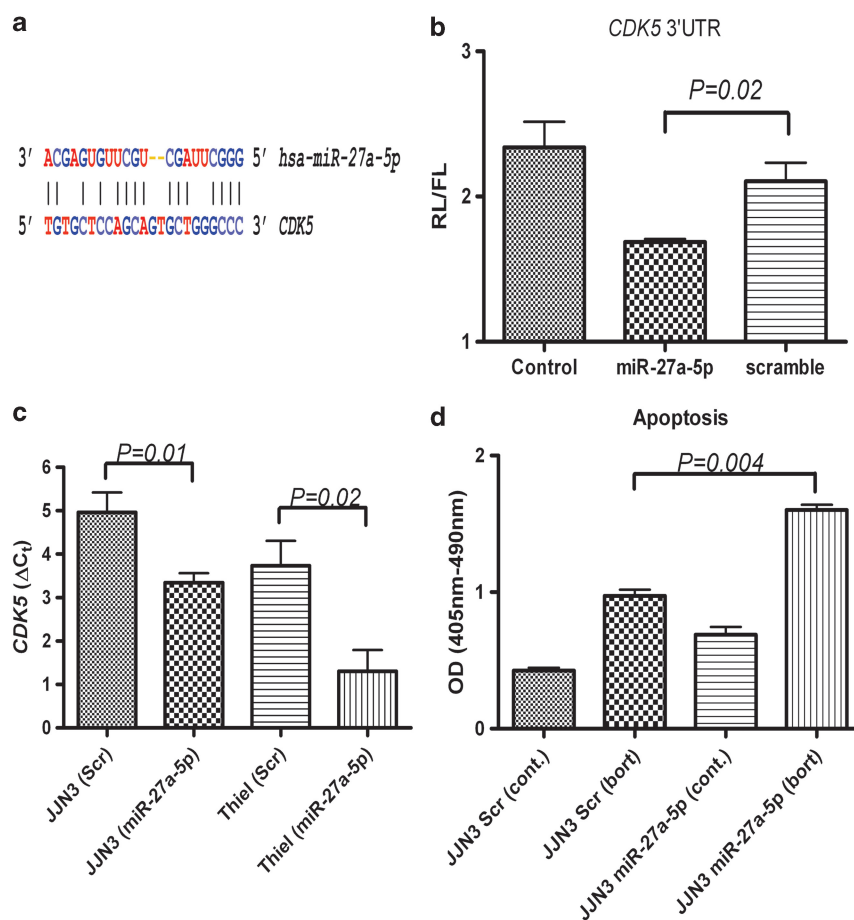 a
3' ACGAGUGUUCGU--CGAUUCGGG 5' hsa-miR-27a-5p
5' TGTGCTCCAGCAGTGCTGGGCCC 3' CDK5
b
CDK5 3'UTR
P=0.02
RL/FL
3
2
1
Control miR-27a-5p scramble
c
P=0.01
P=0.02
CDK5 (ΔCt)
6
5
4
3
2
1
0
JJN3 (Scr)
JJN3 (miR-27a-5p)
Thiel (Scr)
Thiel (miR-27a-5p)
d
Apoptosis
P=0.004
OD (405nm-490nm)
2
1
0
JJN3 Scr (cont.)
JJN3 Scr (bort)
JJN3 miR-27a-5p (cont.)
JJN3 miR-27a-5p (bort)